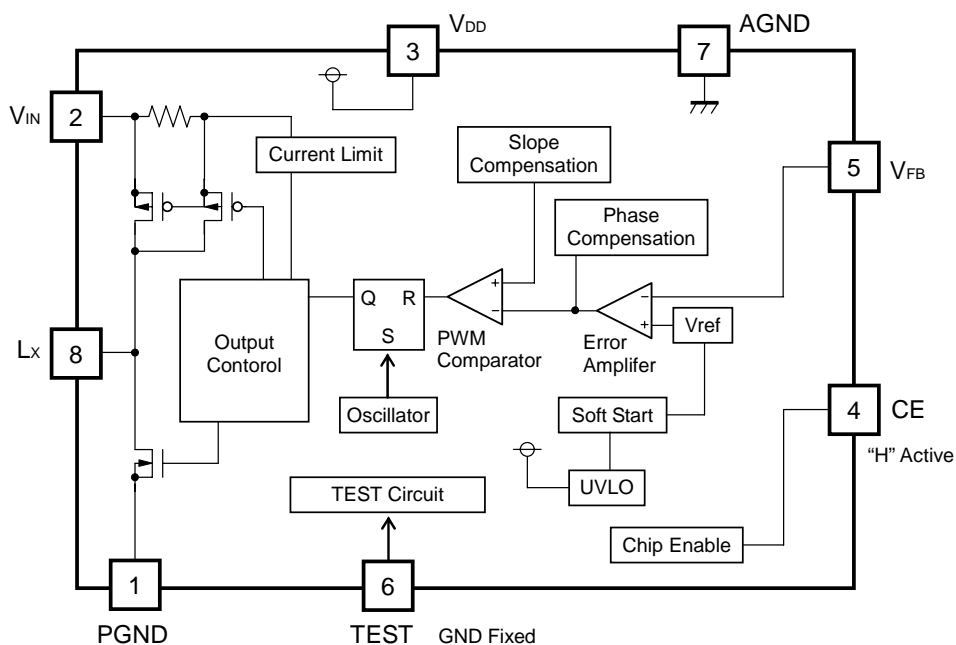 VDD
AGND
3
7
VIN
2
Current Limit
Slope
Compensation
5
VFB
Phase
Compensation
+
−
Q
R
S
−
+
Vref
LX
8
Output
Contorol
PWM
Comparator
Error
Amplifer
Oscillator
Soft Start
4
CE
"H" Active
UVLO
TEST Circuit
Chip Enable
1
6
PGND
TEST
GND Fixed